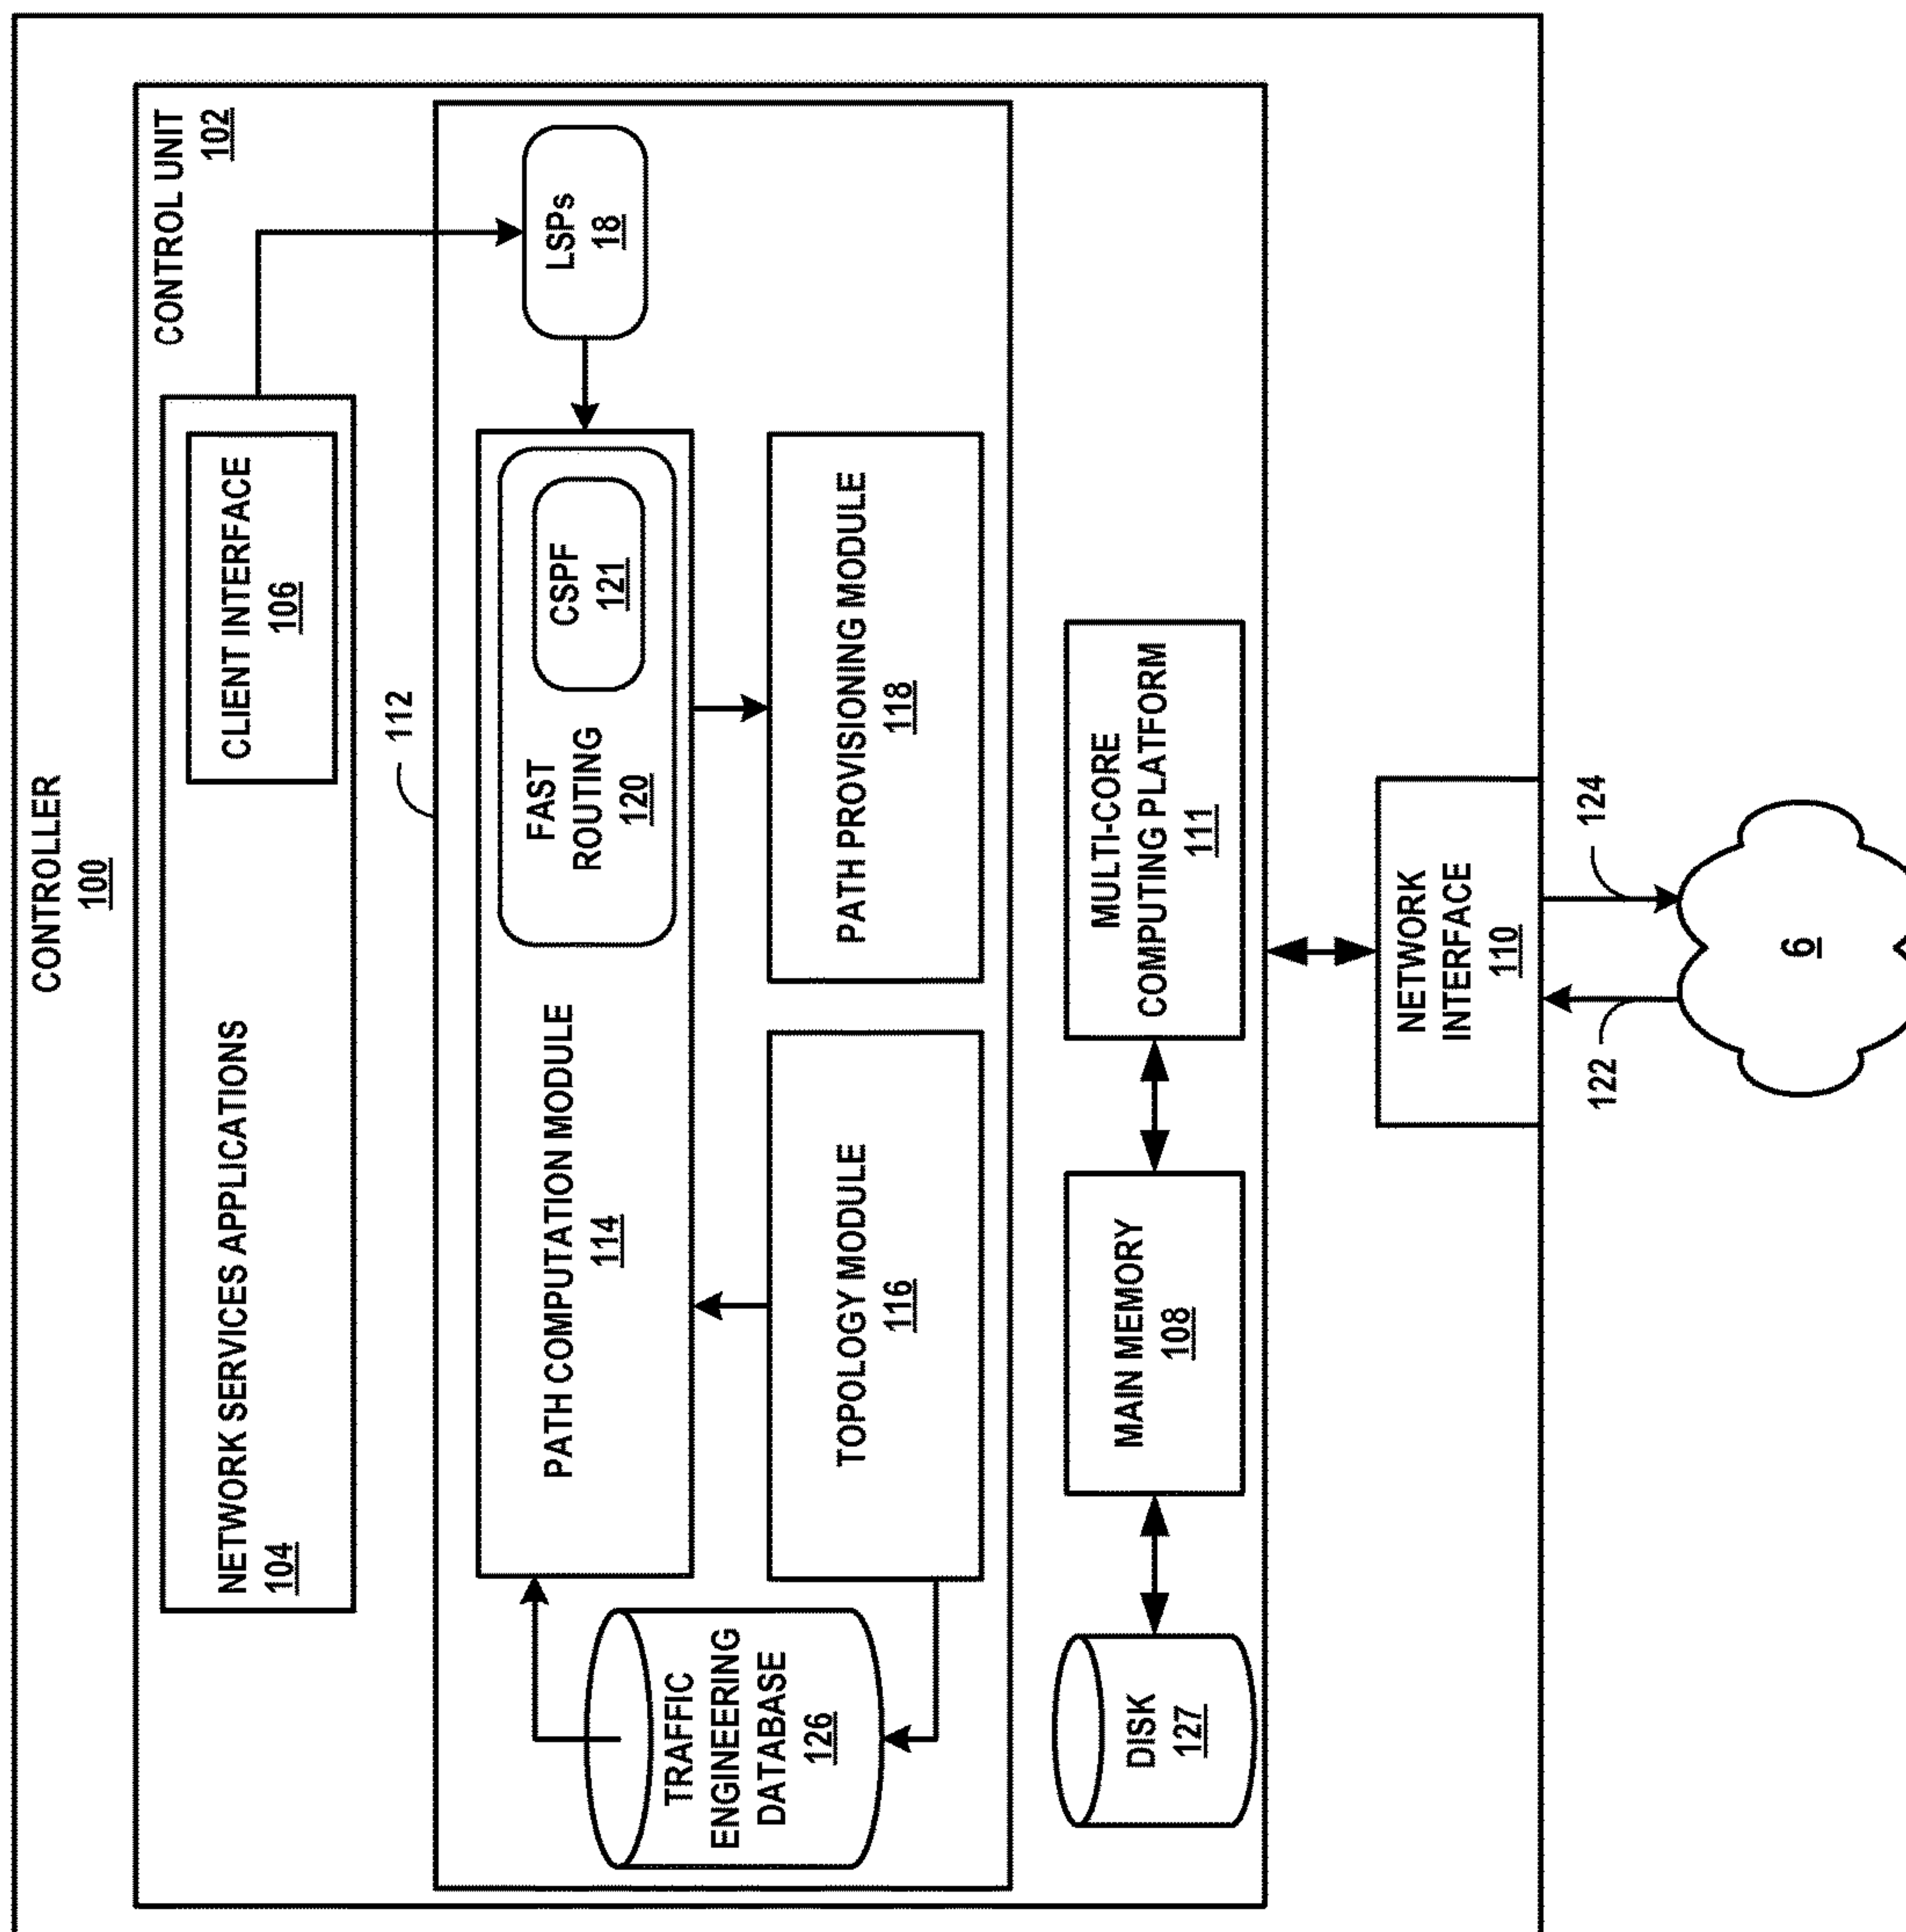 CONTROLLER
100
CONTROL UNIT
102
NETWORK SERVICES APPLICATIONS
104
CLIENT INTERFACE
106
112
LSPs
18
TRAFFIC
ENGINEERING
DATABASE
126
PATH COMPUTATION MODULE
114
FAST
ROUTING
120
CSPF
121
TOPOLOGY MODULE
116
PATH PROVISIONING MODULE
118
DISK
127
MAIN MEMORY
108
MULTI-CORE
COMPUTING PLATFORM
111
NETWORK
INTERFACE
110
122
124
6